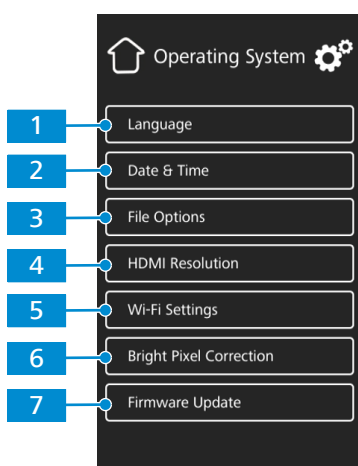 Operating System
1 Language
2 Date & Time
3 File Options
4 HDMI Resolution
5 Wi-Fi Settings
6 Bright Pixel Correction
7 Firmware Update